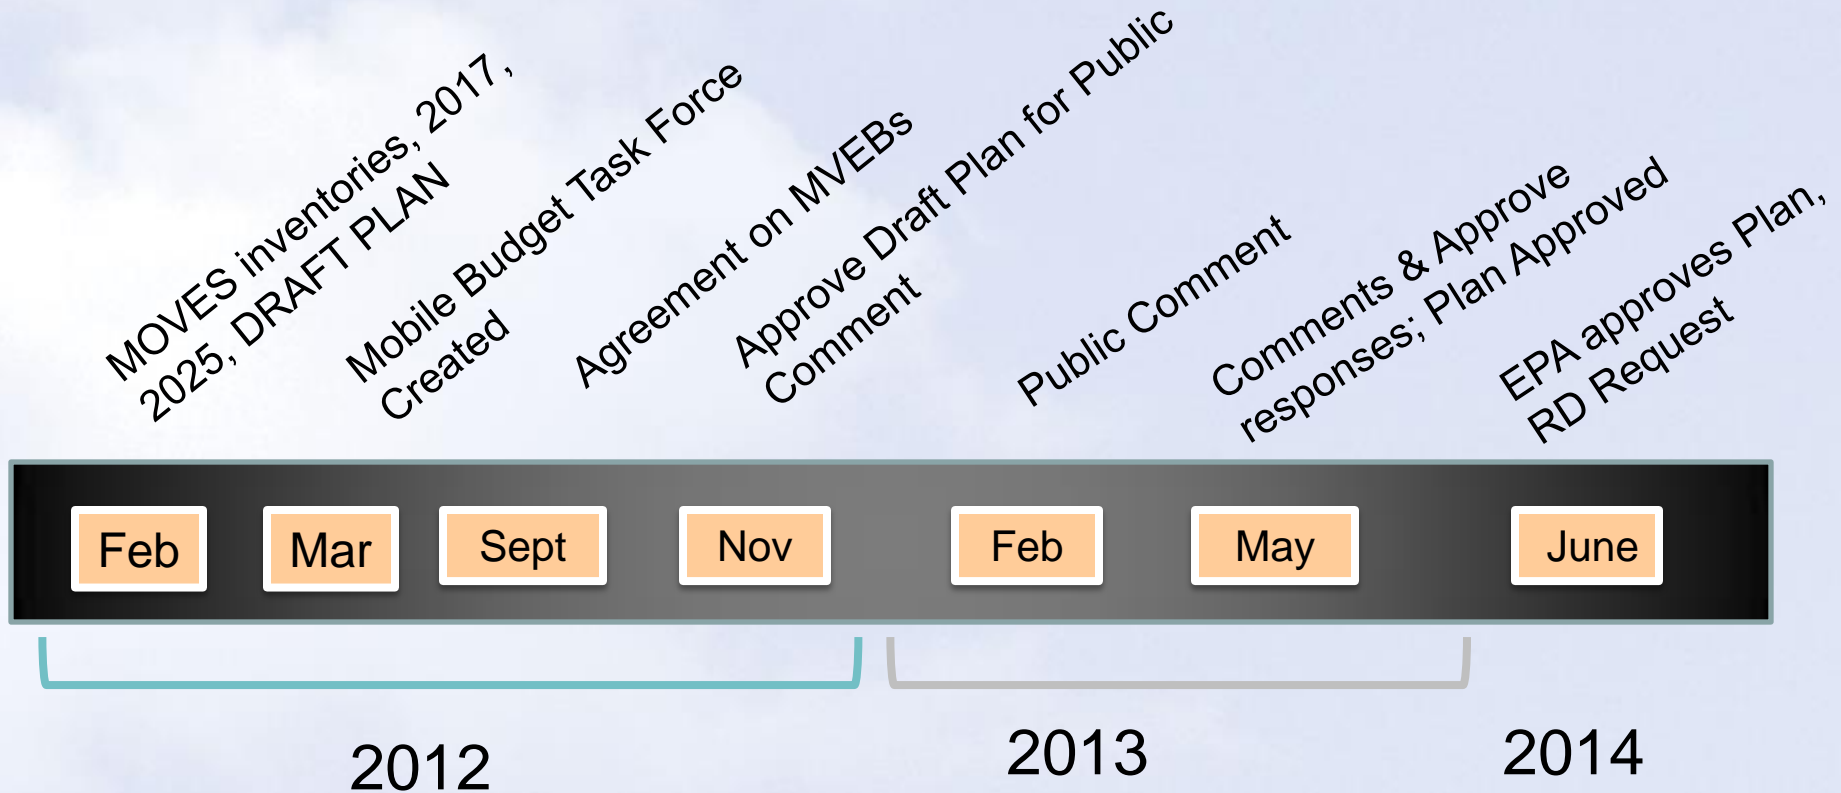 MOVES inventories, 2017,
2025, DRAFT PLAN
Mobile Budget Task Force
Created
Agreement on MVEBs
Approve Draft Plan for Public
Comment
Public Comment
Comments & Approve
responses; Plan Approved
EPA approves Plan,
RD Request
Feb
Mar
Sept
Nov
Feb
May
June
2012
2013
2014